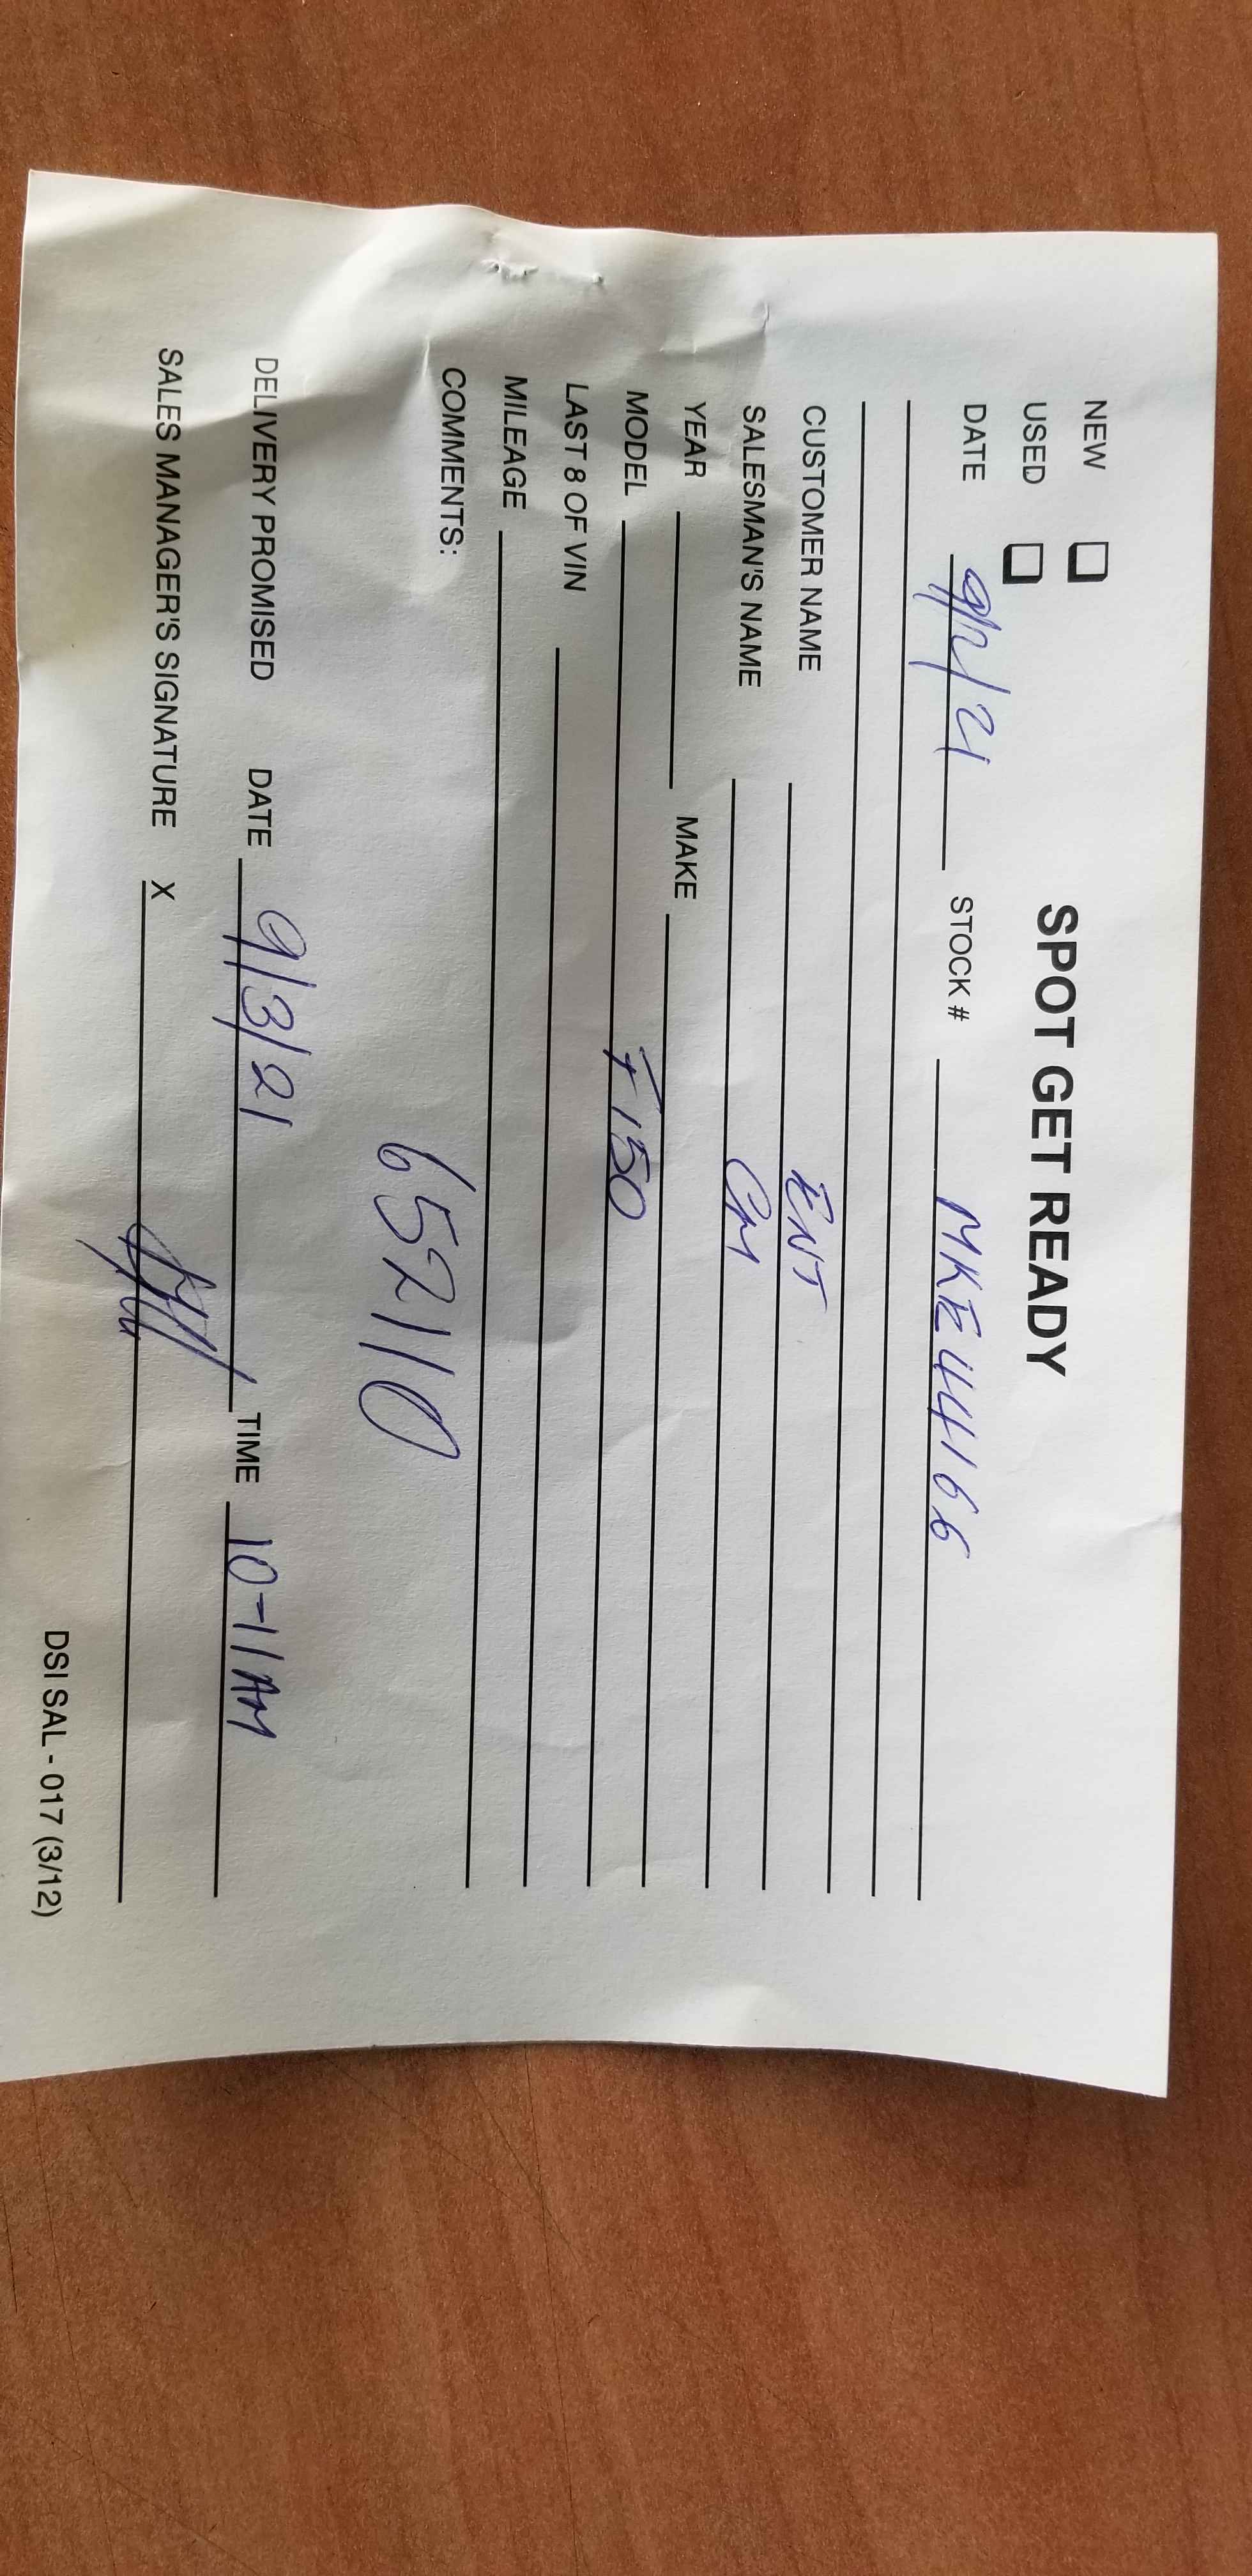 SPOT GET READY
NEW
USED
DATE 9/2/21 STOCK # MKE44166
CUSTOMER NAME ENT
SALESMAN'S NAME CM
YEAR MAKE
MODEL F150
LAST 8 OF VIN
MILEAGE
COMMENTS:
652110
DELIVERY PROMISED DATE 9/3/21 TIME 10-11AM
SALES MANAGER'S SIGNATURE X
DSI SAL - 017 (3/12)